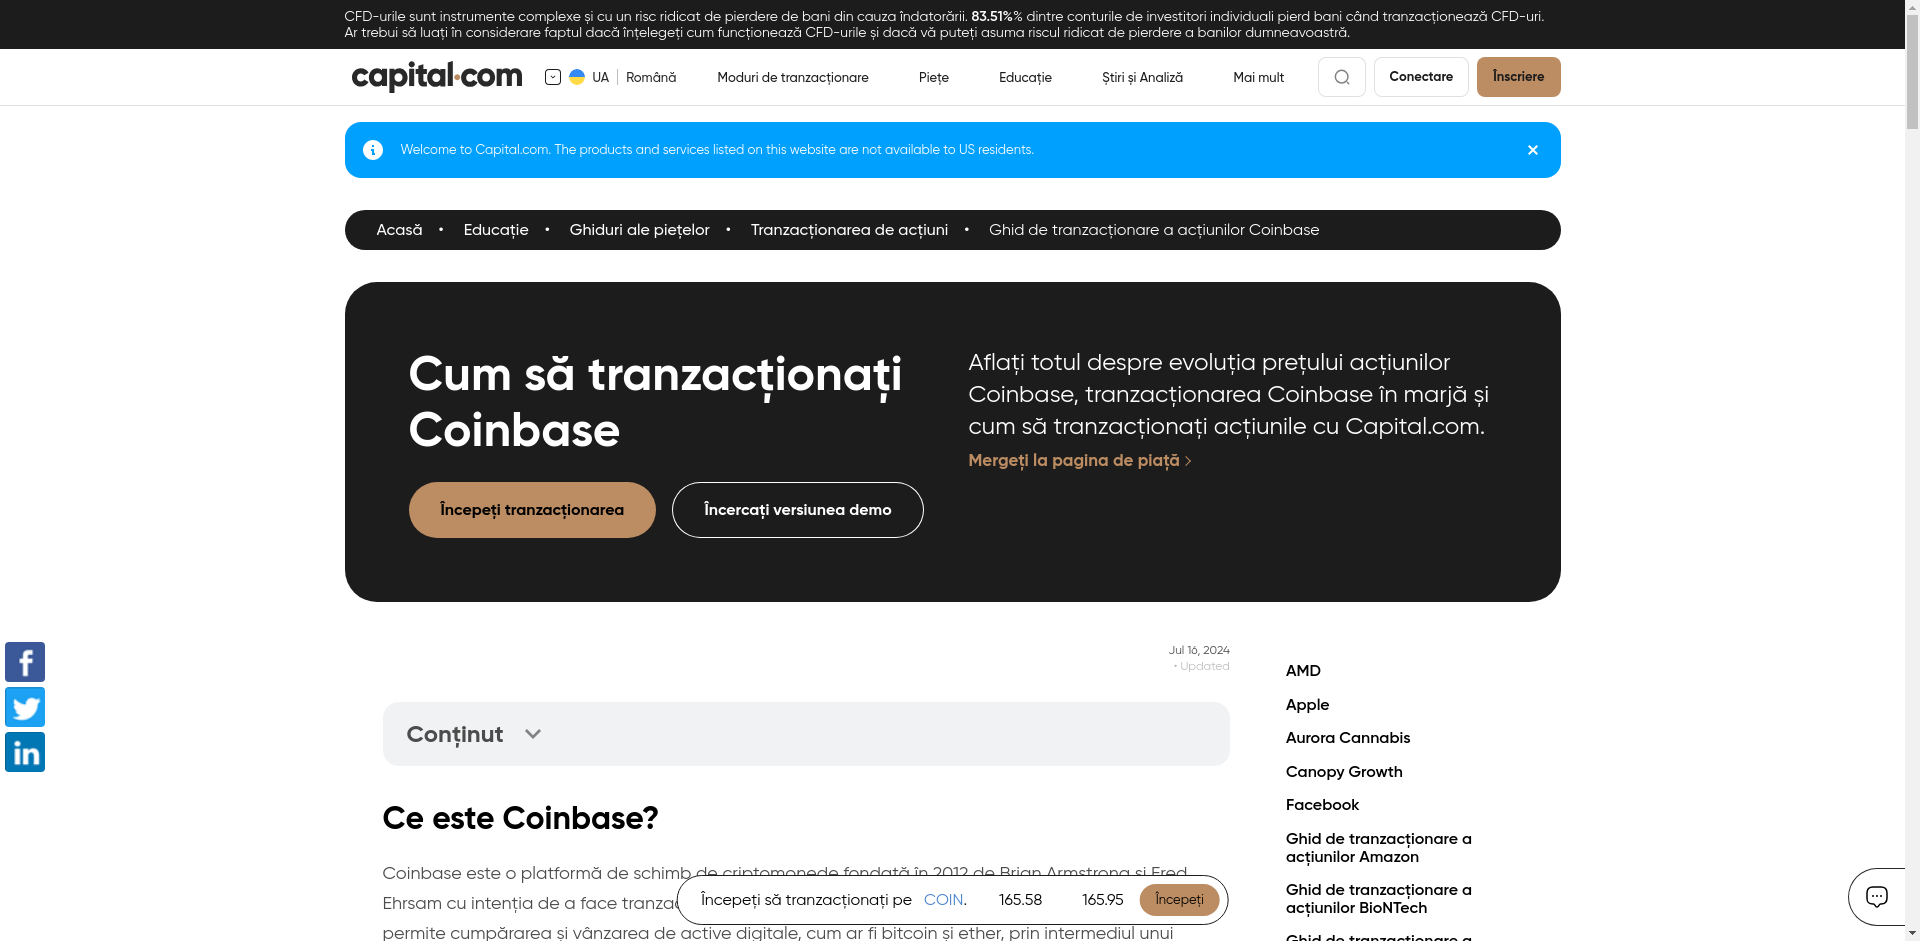 CFD-urile sunt instrumente complexe și cu un risc ridicat de pierdere de bani din cauza îndatorării. 83.51%% dintre conturile de investitori individuali pierd bani când tranzacționează CFD-uri.
Ar trebui să luați în considerare faptul dacă înțelegeți cum funcționează CFD-urile și dacă vă puteți asuma riscul ridicat de pierdere a banilor dumneavoastră.
capital.com
UA
Română
Moduri de tranzacționare
Piețe
Educație
Știri și Analiză
Mai mult
Conectare
Înscriere
Welcome to Capital.com. The products and services listed on this website are not available to US residents.
Acasă • Educație • Ghiduri ale piețelor • Tranzacționarea de acțiuni • Ghid de tranzacționare a acțiunilor Coinbase
Cum să tranzacționați
Coinbase
Începeți tranzacționarea
Încercați versiunea demo
Aflați totul despre evoluția prețului acțiunilor
Coinbase, tranzacționarea Coinbase în marjă și
cum să tranzacționați acțiunile cu Capital.com.
Mergeți la pagina de piață
Jul 16, 2024
• Updated
Conținut
Ce este Coinbase?
Coinbase este o platformă de schimb de criptomonede fondată în 2012 de Brian Armstrong și Fred
Ehrsam cu intenția de a face
permite cumpărarea și vânzarea de active digitale, cum ar fi bitcoin și ether, prin intermediul unui
Începeți să tranzacționați pe COIN. 165.58 165.95 Începeți
AMD
Apple
Aurora Cannabis
Canopy Growth
Facebook
Ghid de tranzacționare a
acțiunilor Amazon
Ghid de tranzacționare a
acțiunilor BioNTech
Ghid de tranzacționare a